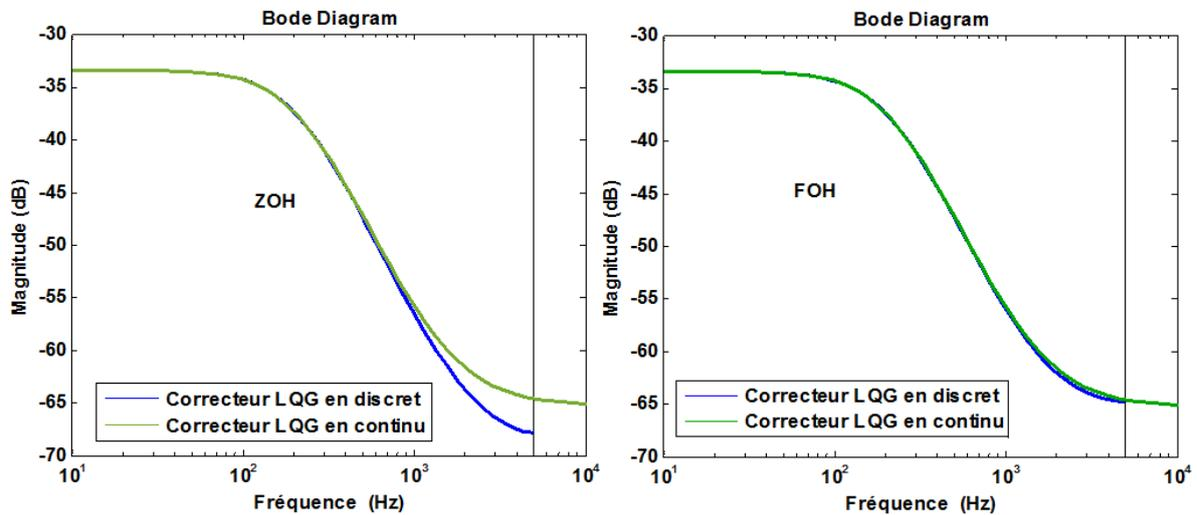 Bode Diagram
-30
-35
-40
-45
-50
-55
-60
-65
-70
Magnitude (dB)
ZOH
Correcteur LQG en discret
Correcteur LQG en continu
10^1
10^2
10^3
10^4
Fréquence (Hz)
Bode Diagram
-30
-35
-40
-45
-50
-55
-60
-65
-70
Magnitude (dB)
FOH
Correcteur LQG en discret
Correcteur LQG en continu
10^1
10^2
10^3
10^4
Fréquence (Hz)